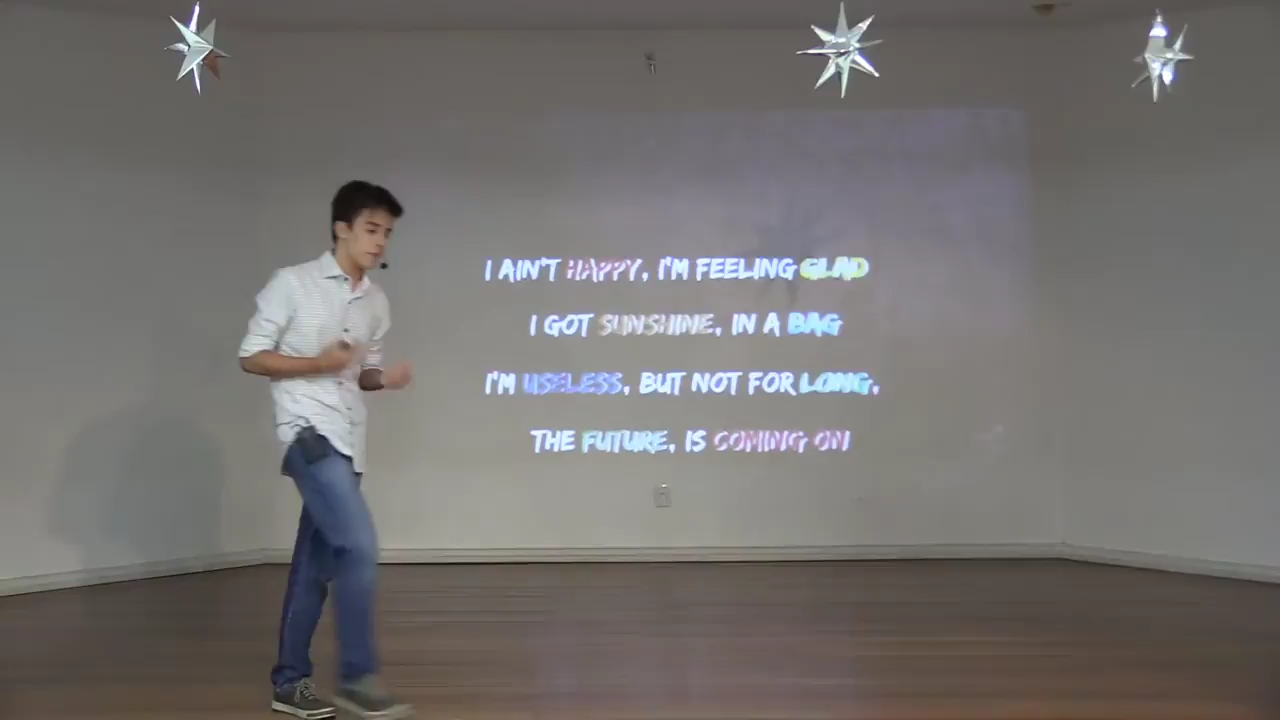 I AIN'T HAPPY, I'M FEELING GLAD
I GOT SUNSHINE, IN A BAG
I'M USELESS, BUT NOT FOR LONG,
THE FUTURE, IS COMING ON